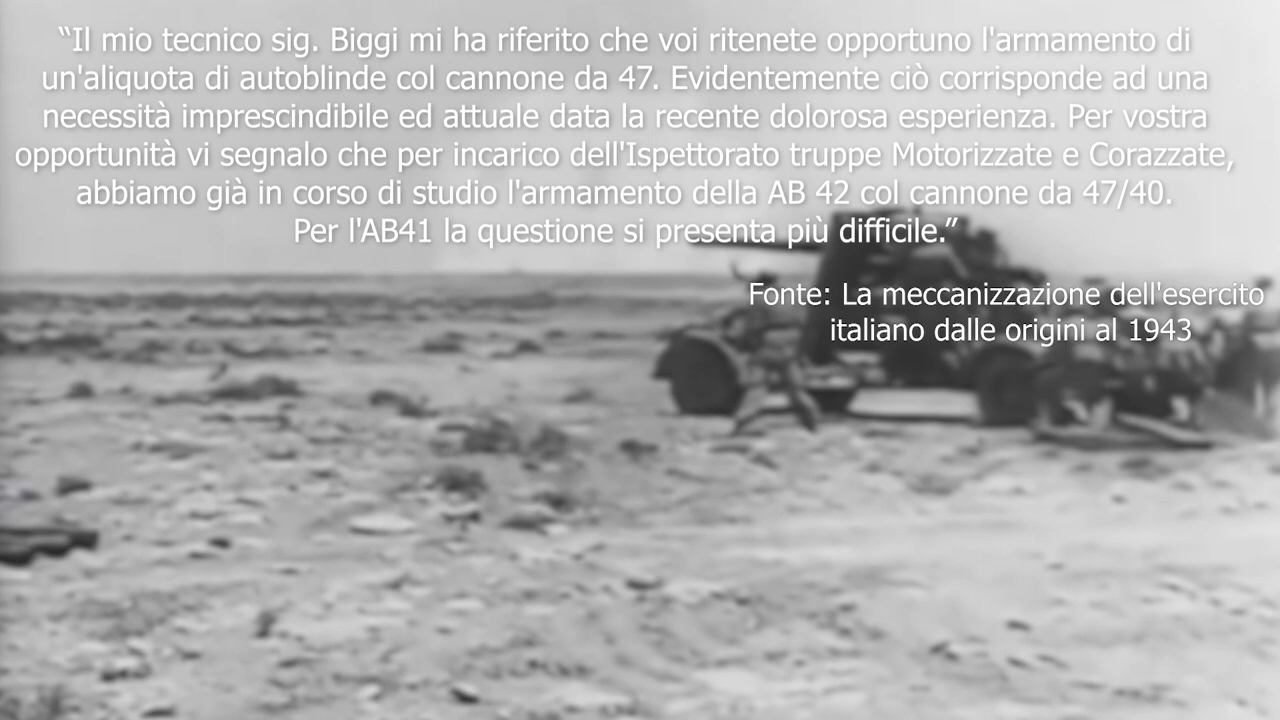 “Il mio tecnico sig. Biggi mi ha riferito che voi ritenete opportuno l'armamento di
un'aliquota di autoblinde col cannone da 47. Evidentemente ciò corrisponde ad una
necessità imprescindibile ed attuale data la recente dolorosa esperienza. Per vostra
opportunità vi segnalo che per incarico dell'Ispettorato truppe Motorizzate e Corazzate,
abbiamo già in corso di studio l'armamento della AB 42 col cannone da 47/40.
Per l'AB41 la questione si presenta più difficile.”
Fonte: La meccanizzazione dell'esercito
italiano dalle origini al 1943